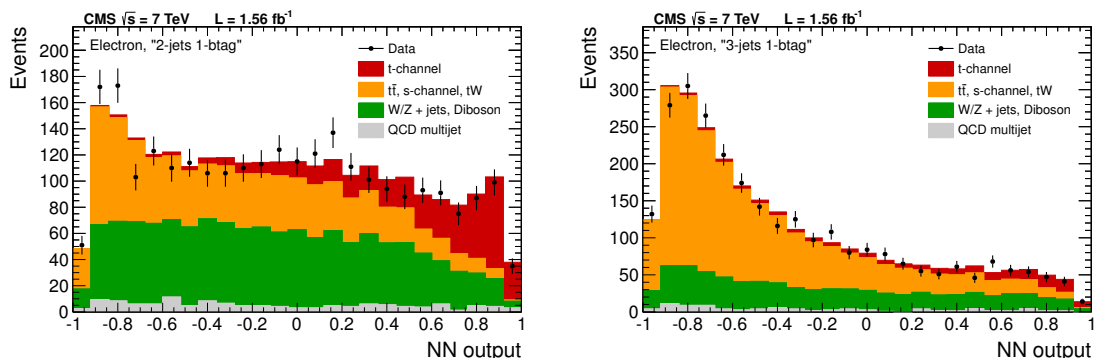 CMS √s = 7 TeV L = 1.56 fb⁻¹
Electron, "2-jets 1-btag"
Data
t-channel
tt̄, s-channel, tW
W/Z + jets, Diboson
QCD multijet
Events
200
180
160
140
120
100
80
60
40
20
0
-1 -0.8 -0.6 -0.4 -0.2 0 0.2 0.4 0.6 0.8 1
NN output
CMS √s = 7 TeV L = 1.56 fb⁻¹
Electron, "3-jets 1-btag"
Data
t-channel
tt̄, s-channel, tW
W/Z + jets, Diboson
QCD multijet
Events
350
300
250
200
150
100
50
0
-1 -0.8 -0.6 -0.4 -0.2 0 0.2 0.4 0.6 0.8 1
NN output